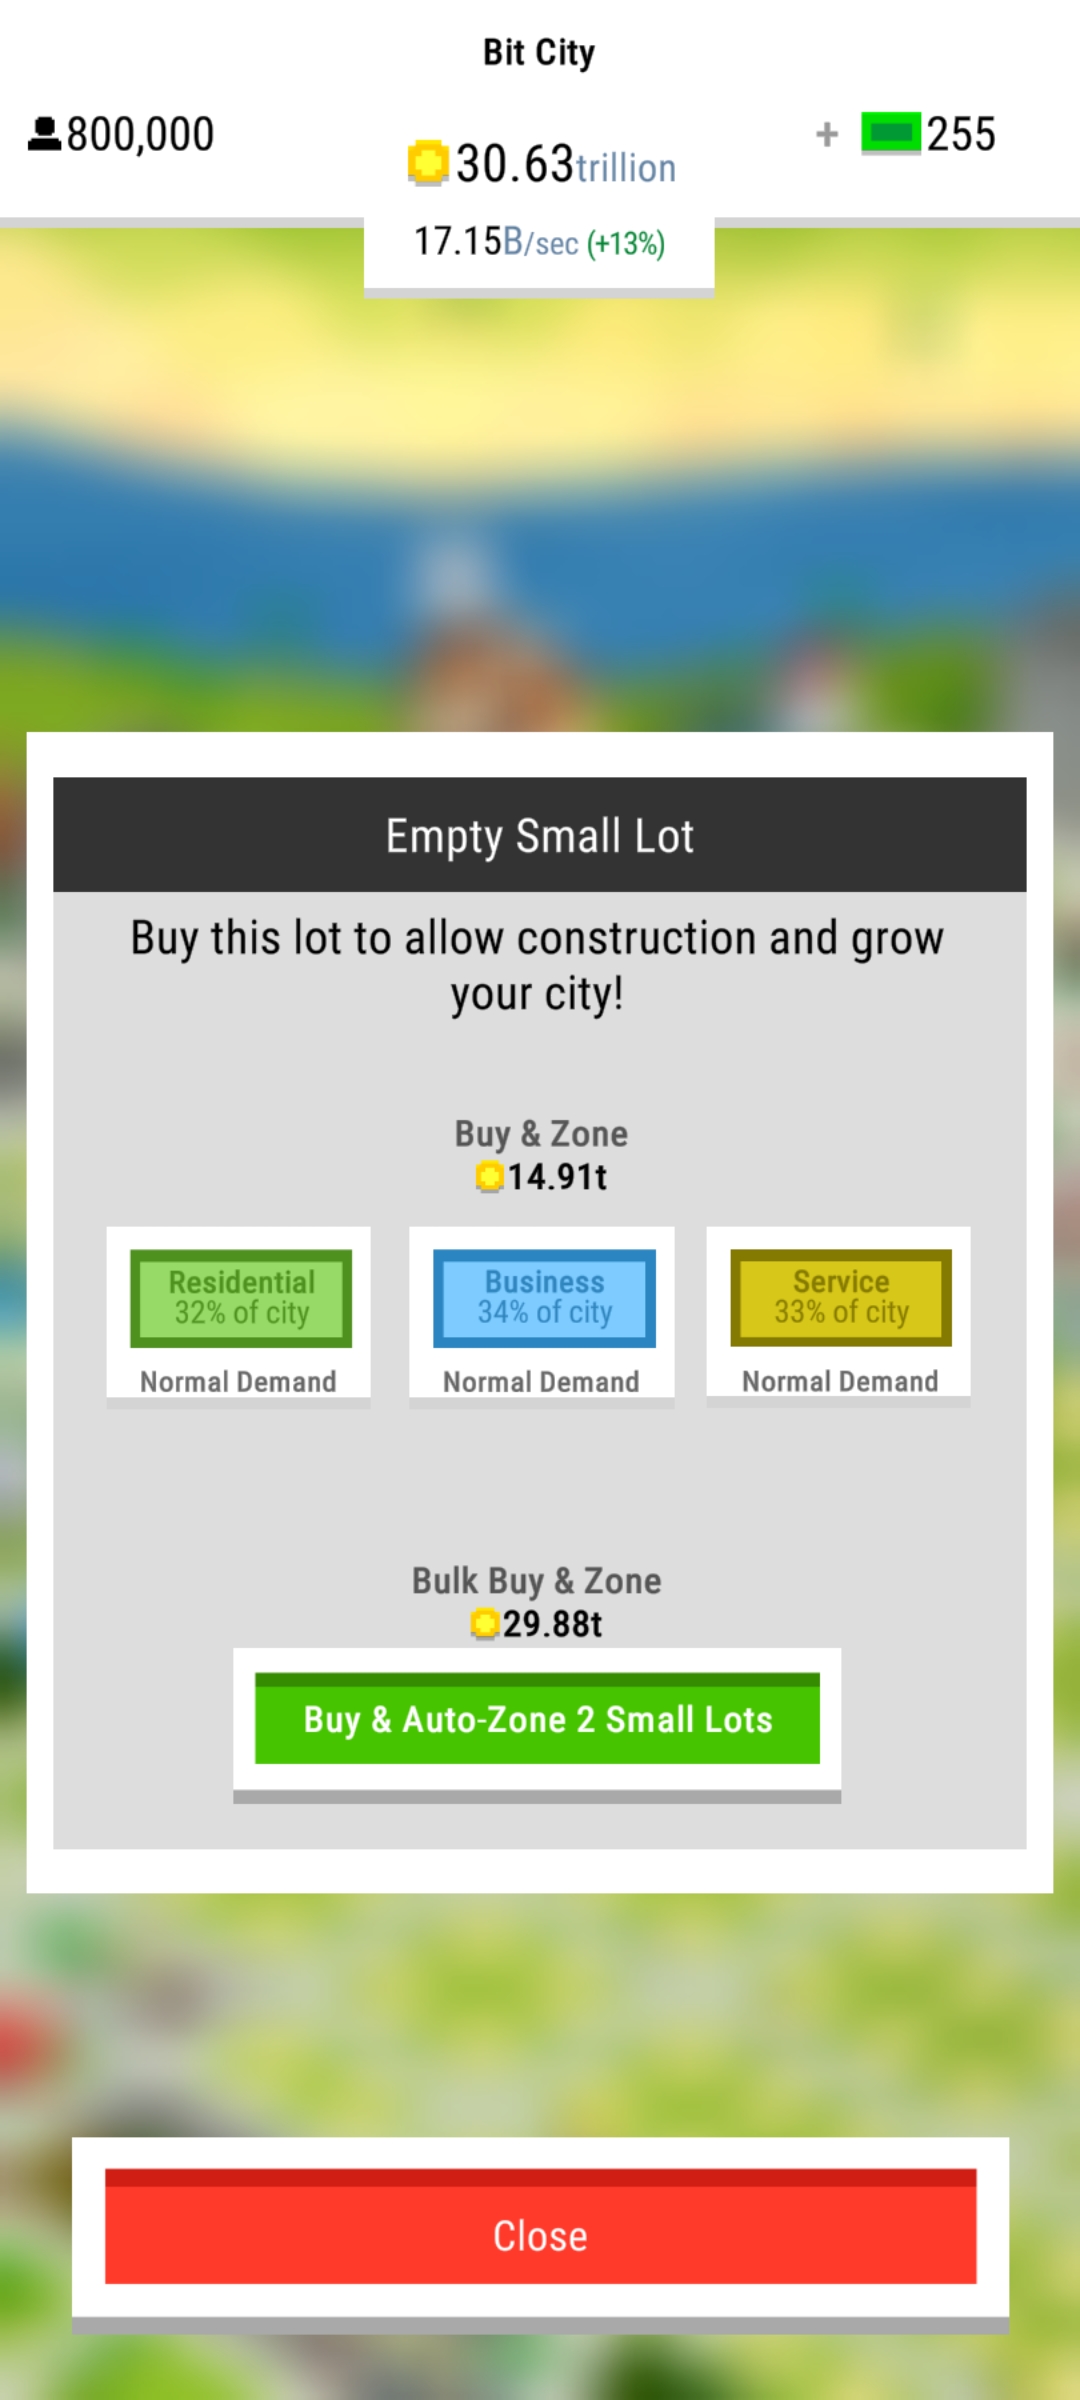 Bit City
800,000
30.63trillion
+ 255
17.15B/sec (+13%)
Empty Small Lot
Buy this lot to allow construction and grow
your city!
Buy & Zone
14.91t
Residential
32% of city
Normal Demand
Business
34% of city
Normal Demand
Service
33% of city
Normal Demand
Bulk Buy & Zone
29.88t
Buy & Auto-Zone 2 Small Lots
Close